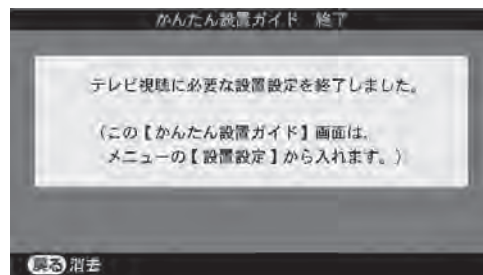 かんたん設置ガイド 終了
テレビ視聴に必要な設置設定を終了しました。
(この【かんたん設置ガイド】画面は、
メニューの【設置設定】から入れます。)
戻る 消去